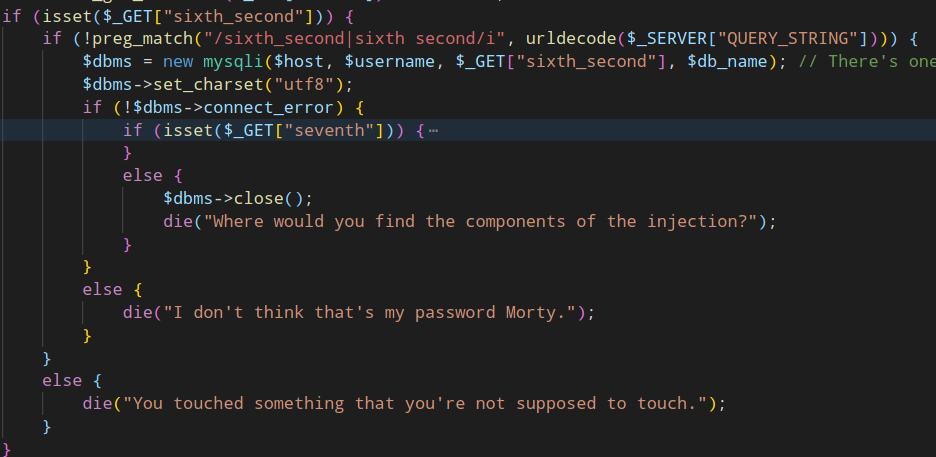 if (isset($_GET["sixth_second"])) {
if (!preg_match("/sixth_second|sixth second/i", urldecode($_SERVER["QUERY_STRING"]))) {
$dbms = new mysqli($host, $username, $_GET["sixth_second"], $db_name); // There's one
$dbms->set_charset("utf8");
if (!$dbms->connect_error) {
if (isset($_GET["seventh"])) {⋯
}
else {
$dbms->close();
die("Where would you find the components of the injection?");
}
}
else {
die("I don't think that's my password Morty.");
}
}
else {
die("You touched something that you're not supposed to touch.");
}
}